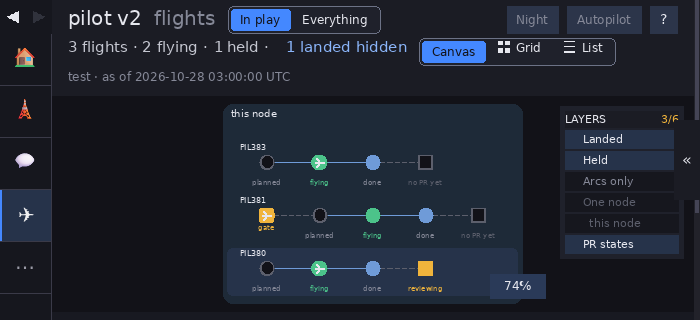 pilot v2 flights In play Everything Night Autopilot ?
3 flights · 2 flying · 1 held · 1 landed hidden Canvas Grid List
test · as of 2026-10-28 03:00:00 UTC
this node
PIL383
planned flying done no PR yet
PIL381
gate planned flying done no PR yet
PIL380
planned flying done reviewing
74%
LAYERS 3/6
Landed
Held
Arcs only
One node
this node
PR states
«